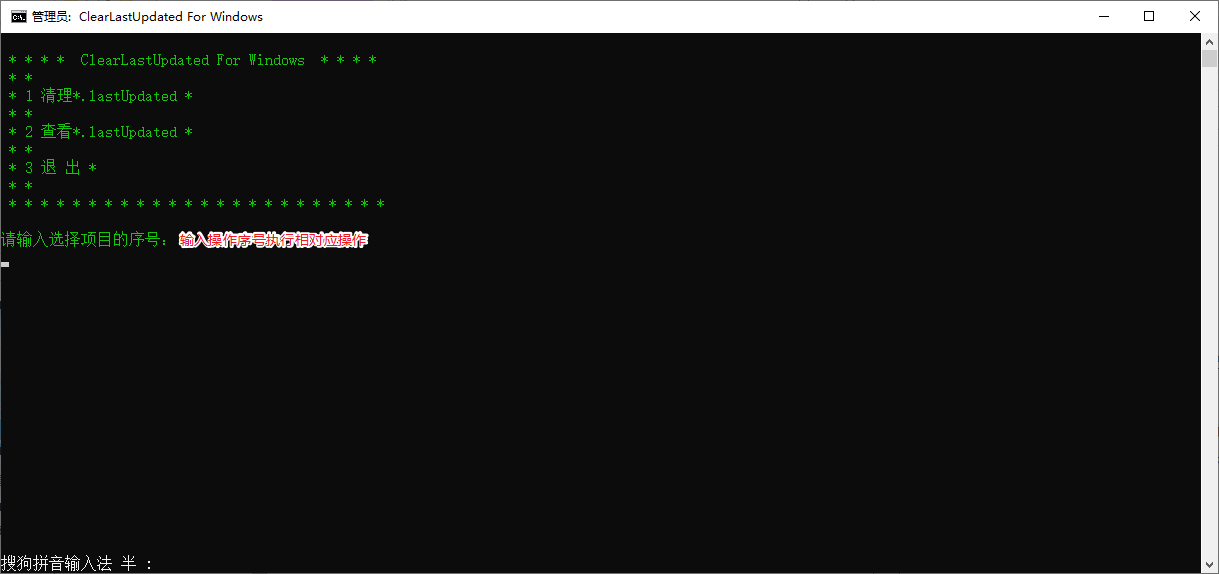 管理员: ClearLastUpdated For Windows
* * * *  ClearLastUpdated For Windows  * * * *
* *
* 1 清理*.lastUpdated *
* *
* 2 查看*.lastUpdated *
* *
* 3 退 出 *
* *
* * * * * * * * * * * * * * * * * * * * * * * *
请输入选择项目的序号： 输入操作序号执行相对应操作
搜狗拼音输入法 半 ：